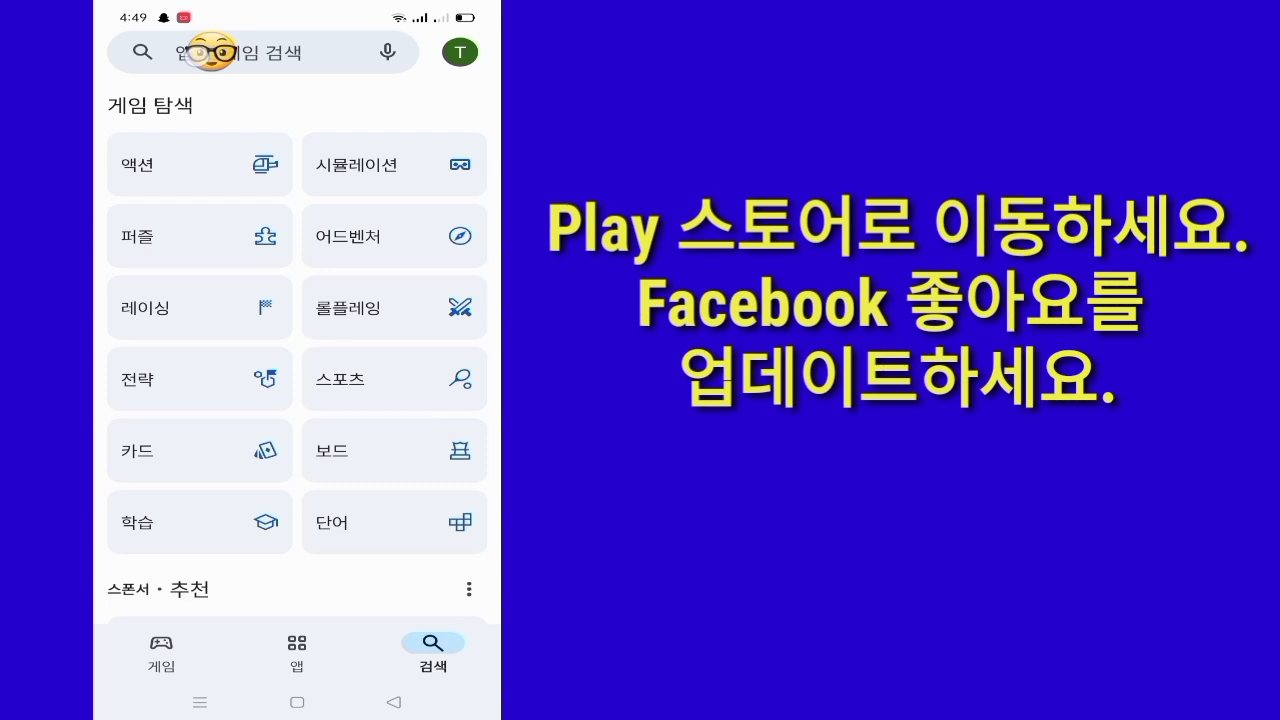 4:49
게임 검색
T
게임 탐색
액션
시뮬레이션
퍼즐
어드벤처
레이싱
롤플레잉
전략
스포츠
카드
보드
학습
단어
스폰서 · 추천
게임
앱
검색
Play 스토어로 이동하세요.
Facebook 좋아요를
업데이트하세요.